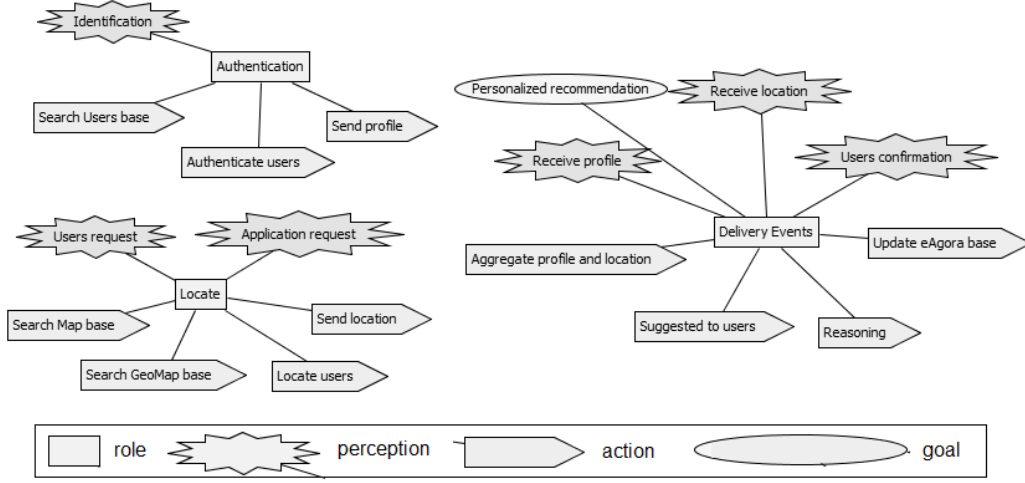 Identification
Authentication
Search Users base
Send profile
Authenticate users
Personalized recommendation
Receive location
Receive profile
Users confirmation
Delivery Events
Update eAgora base
Aggregate profile and location
Suggested to users
Reasoning
Users request
Application request
Locate
Search Map base
Send location
Search GeoMap base
Locate users
role
perception
action
goal